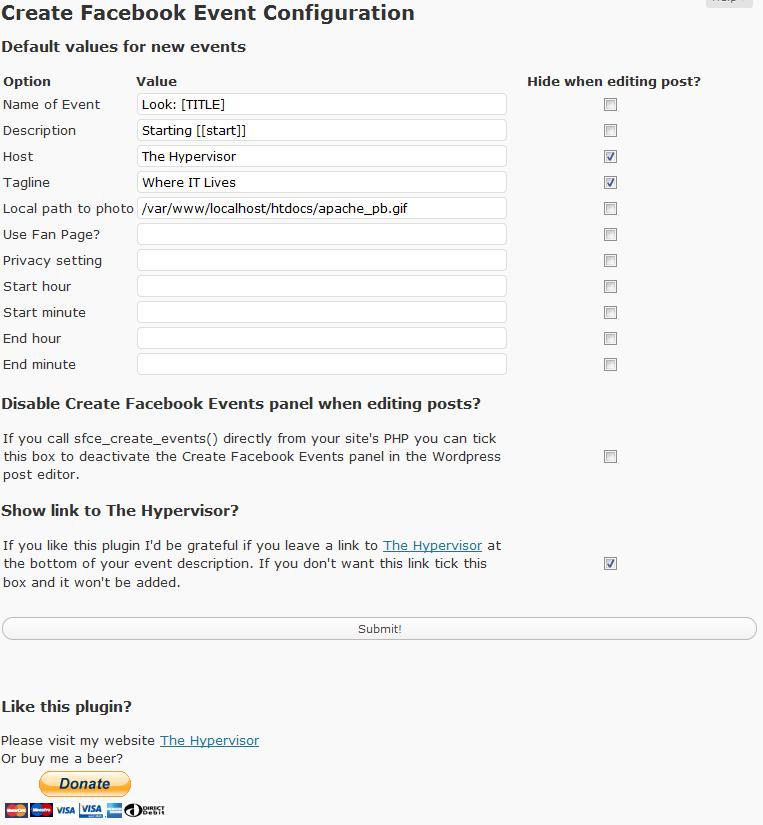 Create Facebook Event Configuration
Default values for new events
Option Value Hide when editing post?
Name of Event Look: [TITLE]
Description Starting [[start]]
Host The Hypervisor
Tagline Where IT Lives
Local path to photo /var/www/localhost/htdocs/apache_pb.gif
Use Fan Page?
Privacy setting
Start hour
Start minute
End hour
End minute
Disable Create Facebook Events panel when editing posts?
If you call sfce_create_events() directly from your site's PHP you can tick
this box to deactivate the Create Facebook Events panel in the Wordpress
post editor.
Show link to The Hypervisor?
If you like this plugin I'd be grateful if you leave a link to The Hypervisor at
the bottom of your event description. If you don't want this link tick this
box and it won't be added.
Submit!
Like this plugin?
Please visit my website The Hypervisor
Or buy me a beer?
Donate
VISA VISA DIRECT
Debit